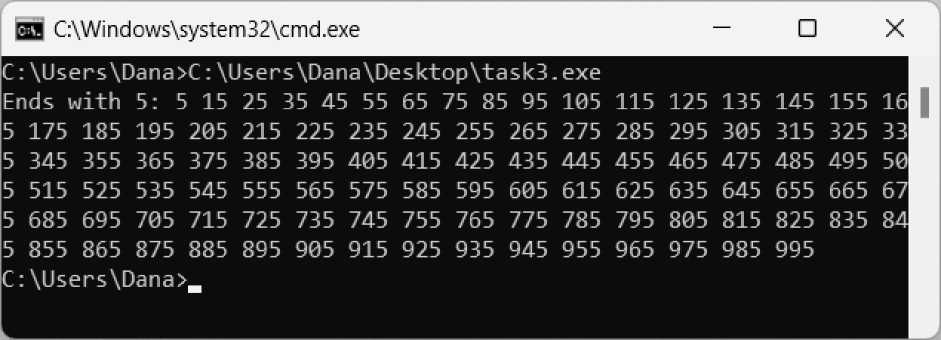 C:\Windows\system32\cmd.exe
C:\Users\Dana>C:\Users\Dana\Desktop\task3.exe
Ends with 5: 5 15 25 35 45 55 65 75 85 95 105 115 125 135 145 155 16
5 175 185 195 205 215 225 235 245 255 265 275 285 295 305 315 325 33
5 345 355 365 375 385 395 405 415 425 435 445 455 465 475 485 495 50
5 515 525 535 545 555 565 575 585 595 605 615 625 635 645 655 665 67
5 685 695 705 715 725 735 745 755 765 775 785 795 805 815 825 835 84
5 855 865 875 885 895 905 915 925 935 945 955 965 975 985 995
C:\Users\Dana>